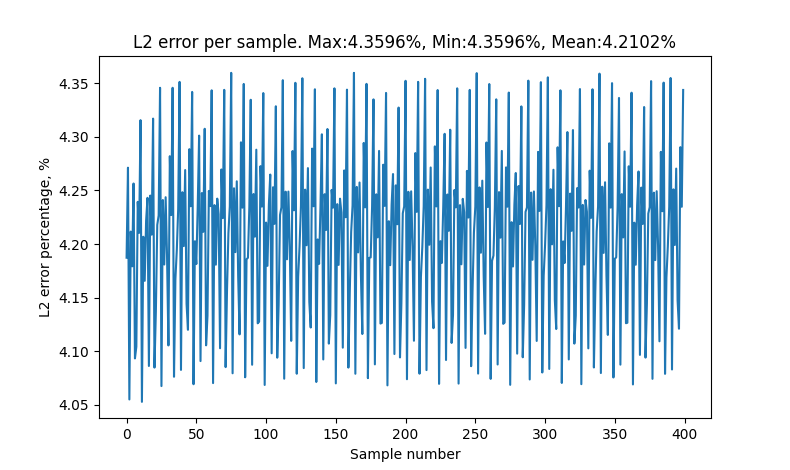 L2 error per sample. Max:4.3596%, Min:4.3596%, Mean:4.2102%
L2 error percentage, %
4.35
4.30
4.25
4.20
4.15
4.10
4.05
0 50 100 150 200 250 300 350 400
Sample number